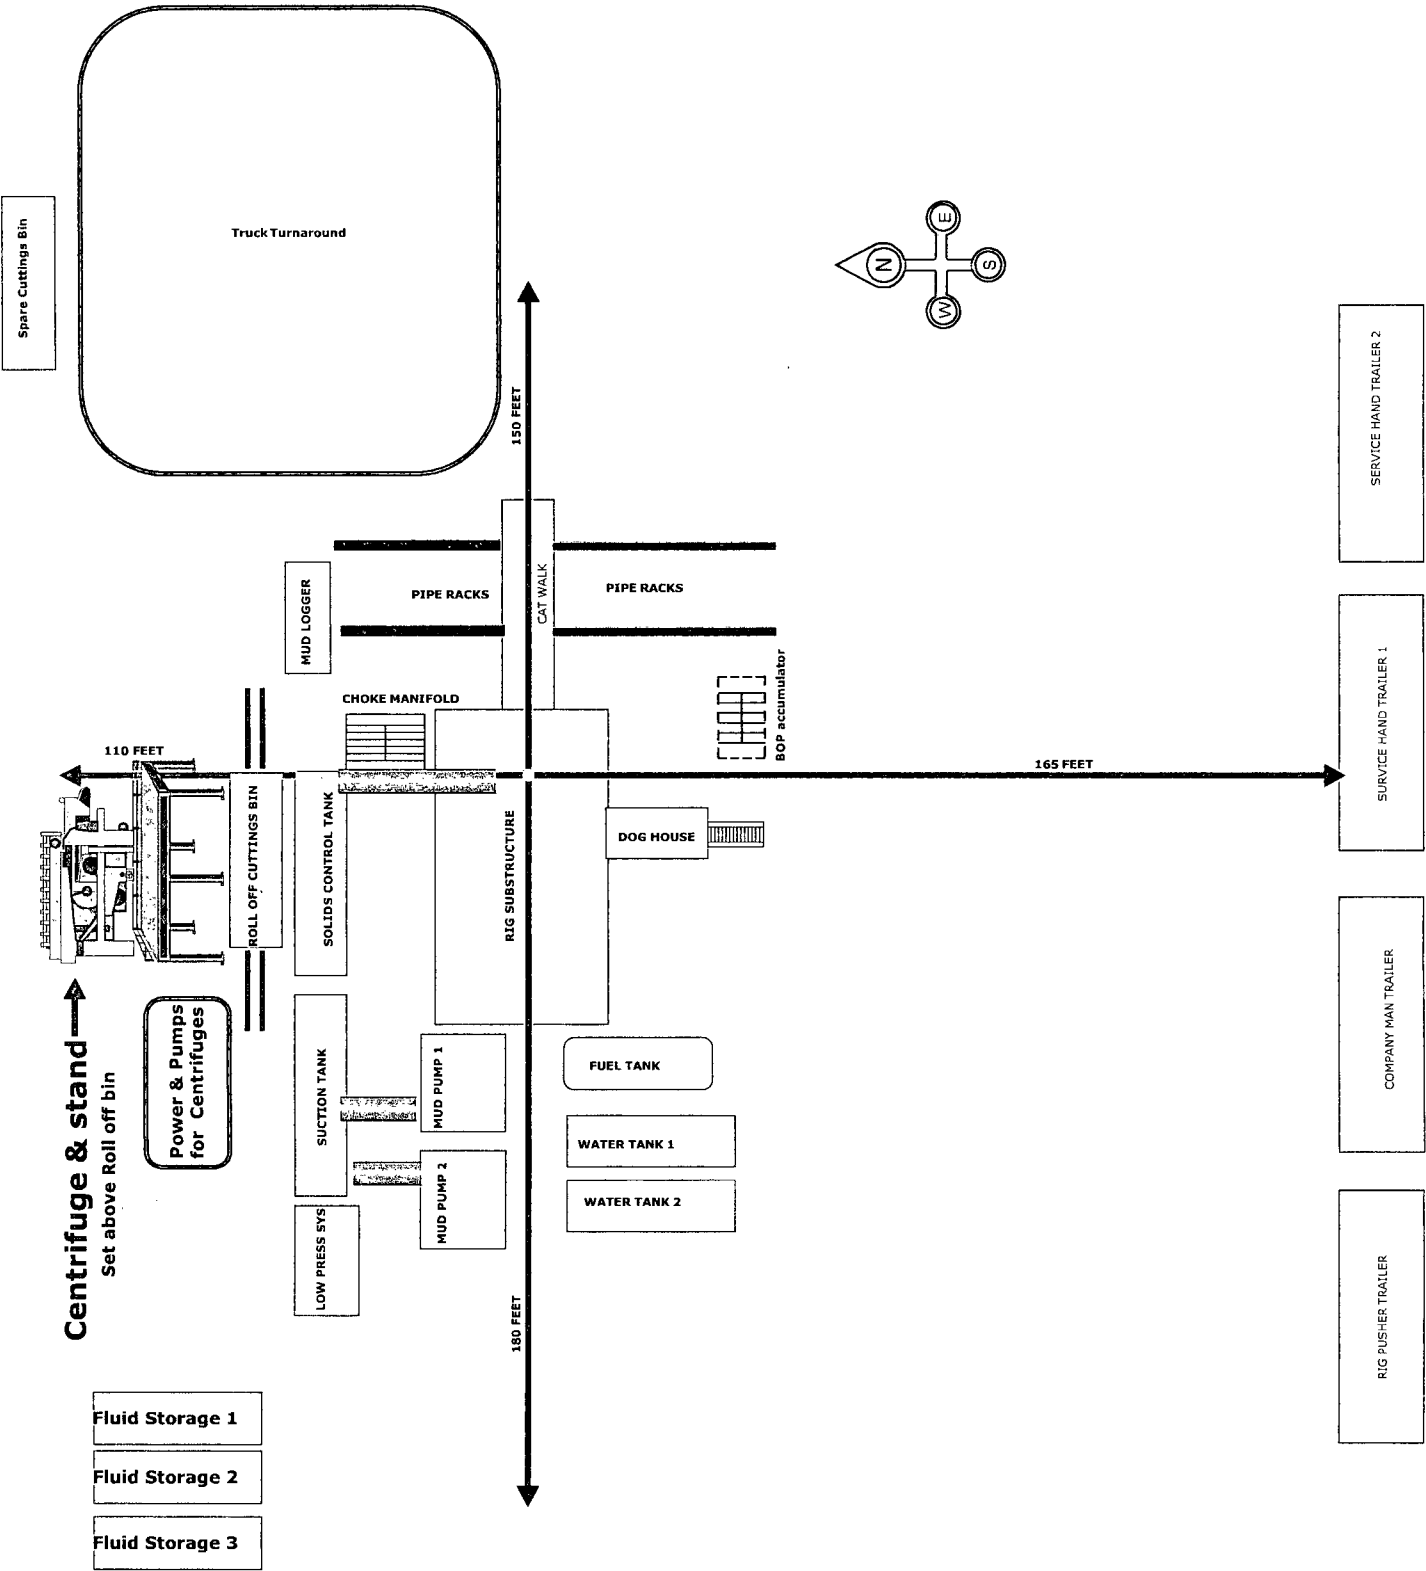 Spare Cuttings Bin
Truck Turnaround
N
E
S
W
150 FEET
SERVICE HAND TRAILER 2
MUD LOGGER
PIPE RACKS
CAT WALK
PIPE RACKS
CHOKE MANIFOLD
BOP accumulator
SURVICE HAND TRAILER 1
110 FEET
165 FEET
ROLL OFF CUTTINGS BIN
SOLIDS CONTROL TANK
RIG SUBSTRUCTURE
DOG HOUSE
Centrifuge & stand
Set above Roll off bin
Power & Pumps
for Centrifuges
SUCTION TANK
MUD PUMP 1
FUEL TANK
COMPANY MAN TRAILER
WATER TANK 1
MUD PUMP 2
WATER TANK 2
LOW PRESS SYS
180 FEET
RIG PUSHER TRAILER
Fluid Storage 1
Fluid Storage 2
Fluid Storage 3